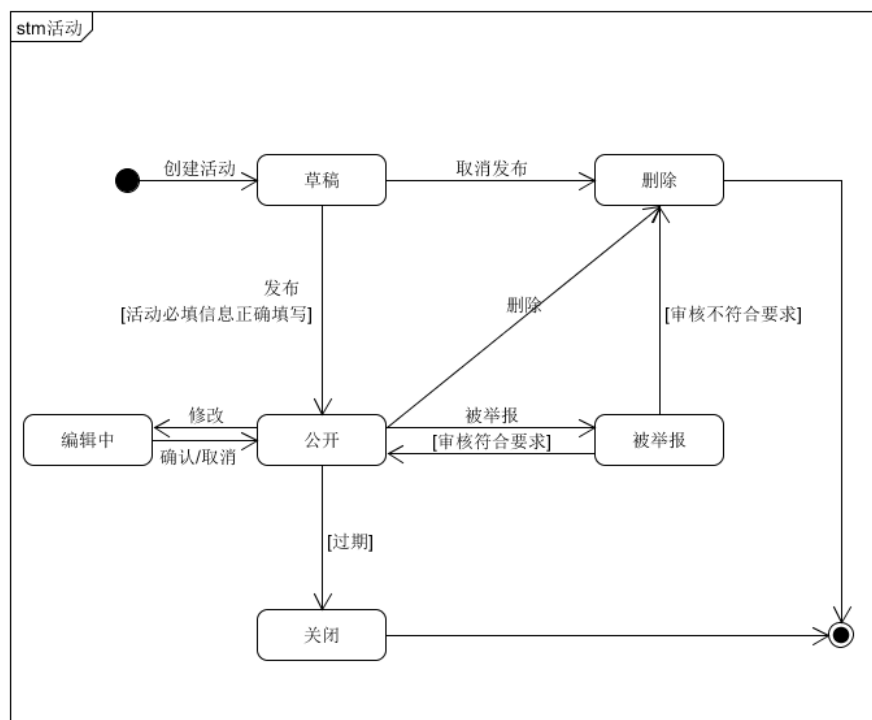 stm活动
创建活动
草稿
取消发布
删除
发布
[活动必填信息正确填写]
删除
[审核不符合要求]
修改
编辑中
确认/取消
公开
被举报
[审核符合要求]
被举报
[过期]
关闭